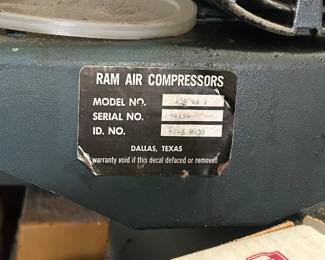 RAM AIR COMPRESSORS
MODEL NO.
SERIAL NO.
ID. NO.
DALLAS, TEXAS
warranty void if this decal defaced or removed